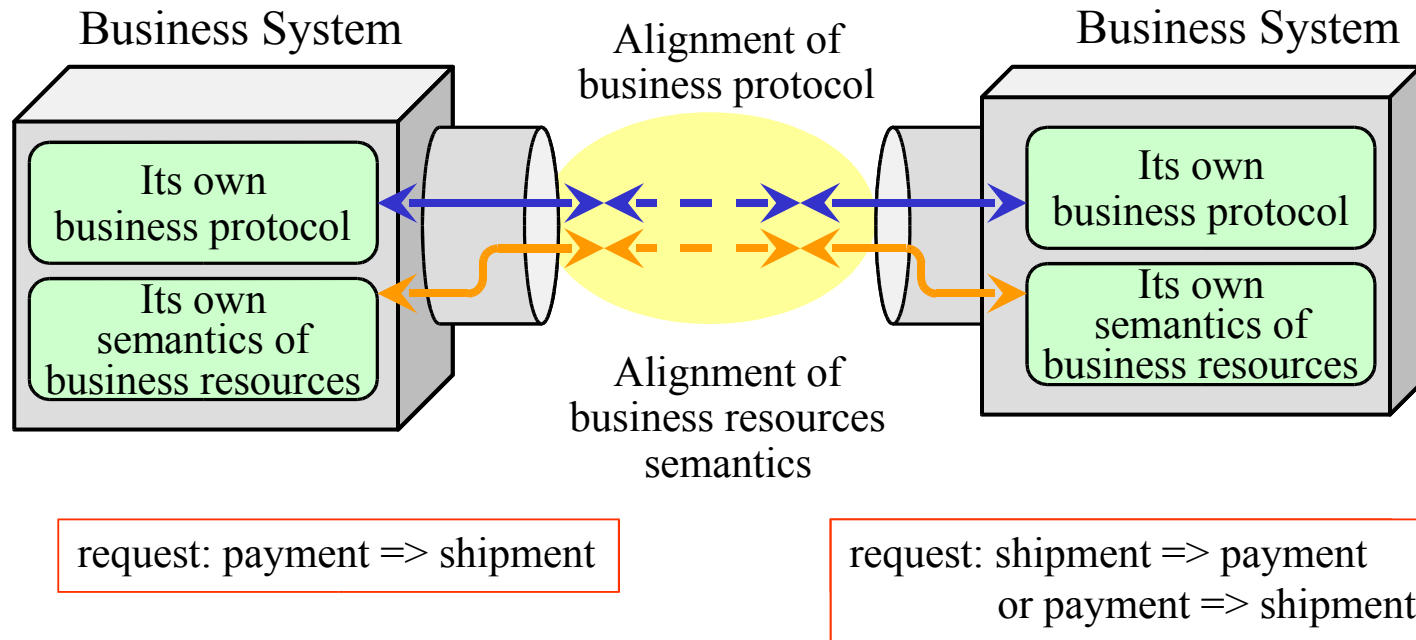 Business System
Alignment of
business protocol
Business System
Its own
business protocol
Its own
business protocol
Its own
semantics of
business resources
Its own
semantics of
business resources
Alignment of
business resources
semantics
request: payment => shipment
request: shipment => payment
or payment => shipment